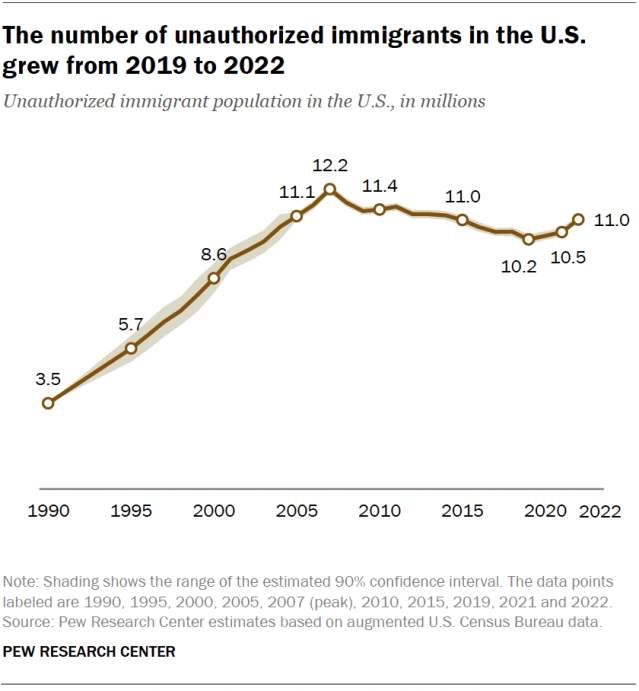 The number of unauthorized immigrants in the U.S.
grew from 2019 to 2022
Unauthorized immigrant population in the U.S., in millions
12.2
11.1
11.4
11.0
11.0
8.6
10.2
10.5
5.7
3.5
1990 1995 2000 2005 2010 2015 2020 2022
Note: Shading shows the range of the estimated 90% confidence interval. The data points
labeled are 1990, 1995, 2000, 2005, 2007 (peak), 2010, 2015, 2019, 2021 and 2022.
Source: Pew Research Center estimates based on augmented U.S. Census Bureau data.
PEW RESEARCH CENTER